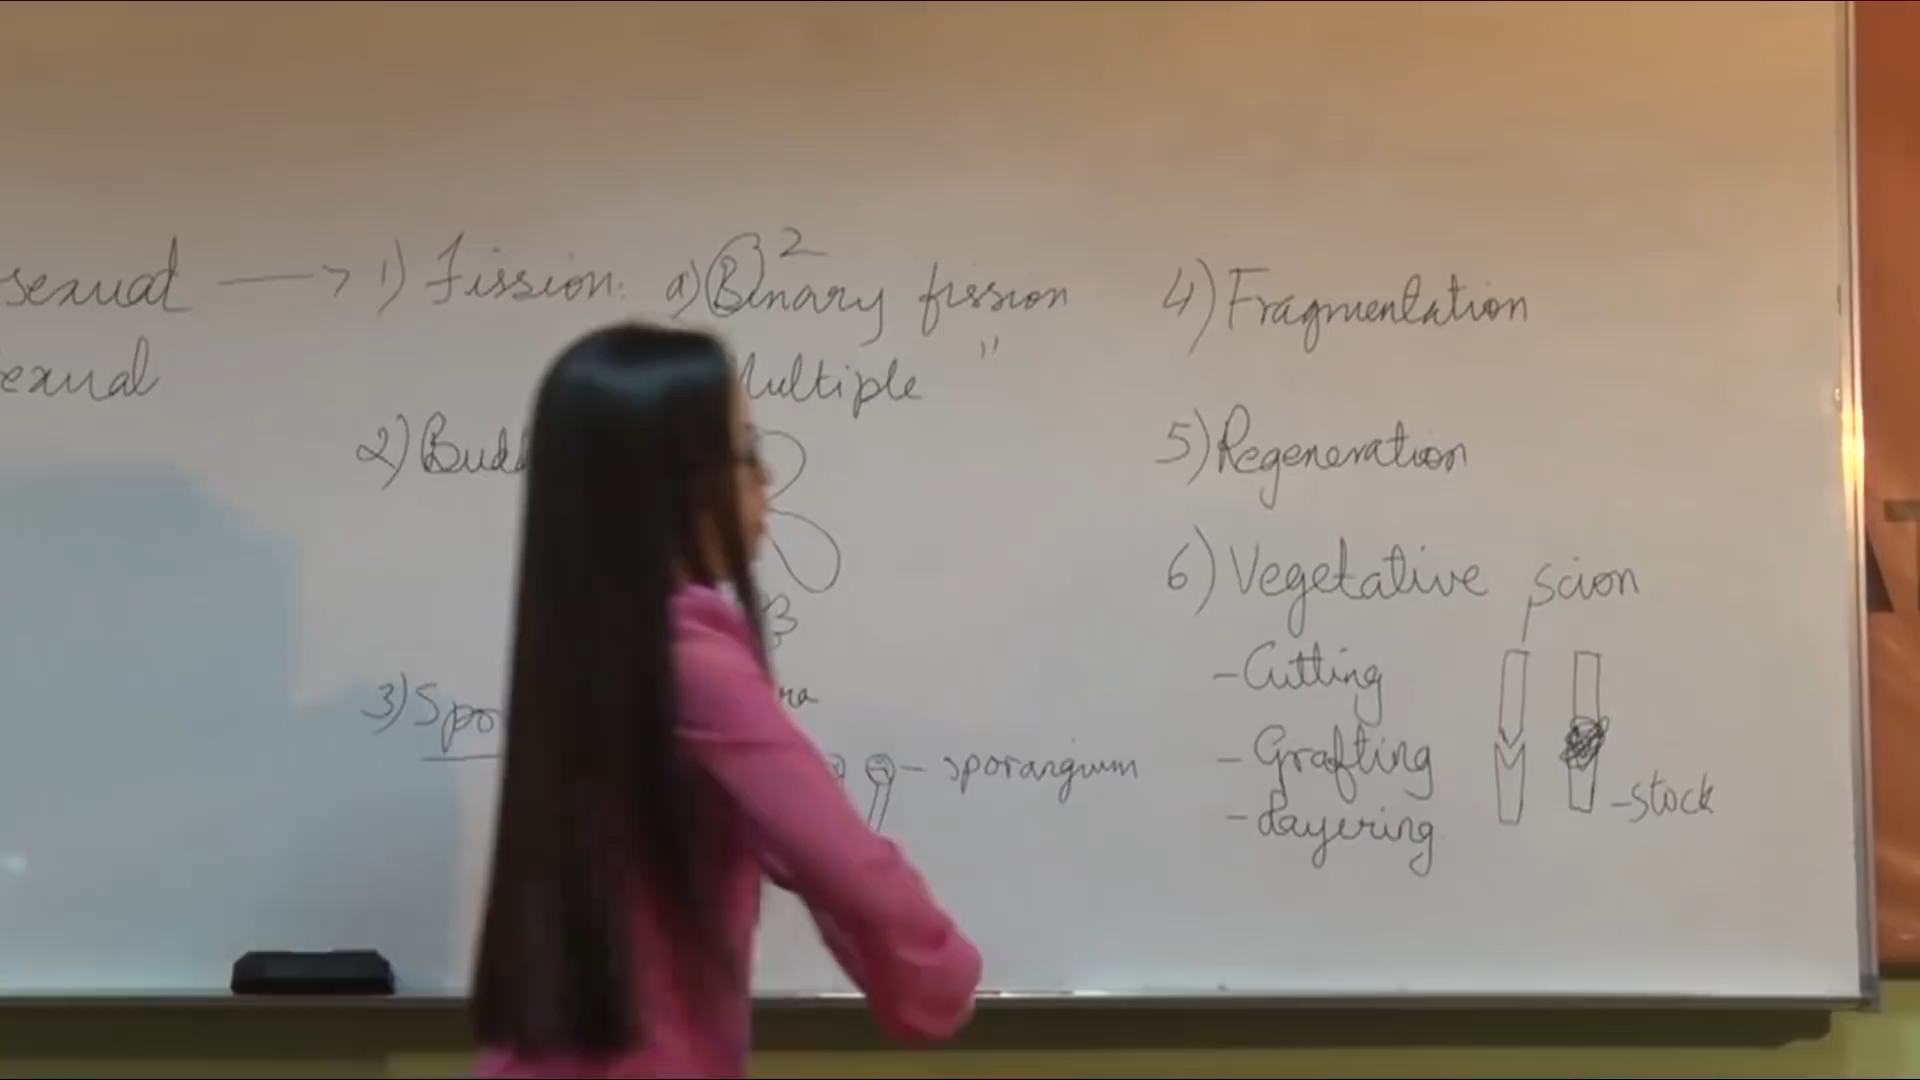 sexual → 1) Fission: a) Binary fission
2
sexual
Multiple "
2) Budd
3) Spo
sporangium
4) Fragmentation
5) Regeneration
6) Vegetative
scion
- Cutting
- Grafting
- Layering
- stock